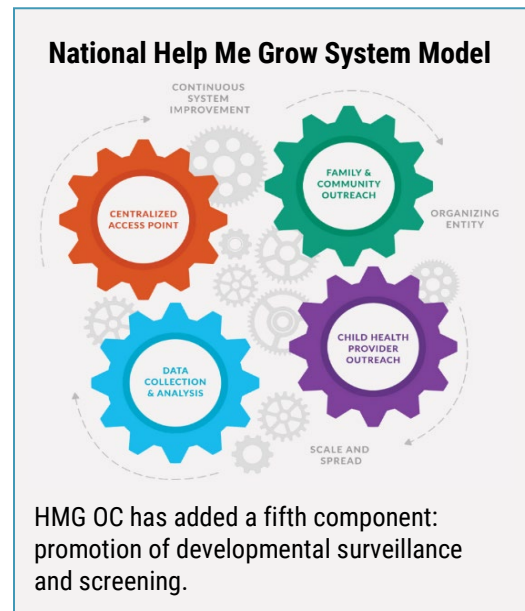 National Help Me Grow System Model
CONTINUOUS
SYSTEM
IMPROVEMENT
FAMILY &
COMMUNITY
OUTREACH
CENTRALIZED
ACCESS POINT
ORGANIZING
ENTITY
CHILD HEALTH
PROVIDER
OUTREACH
DATA
COLLECTION
& ANALYSIS
SCALE AND
SPREAD
HMG OC has added a fifth component:
promotion of developmental surveillance
and screening.